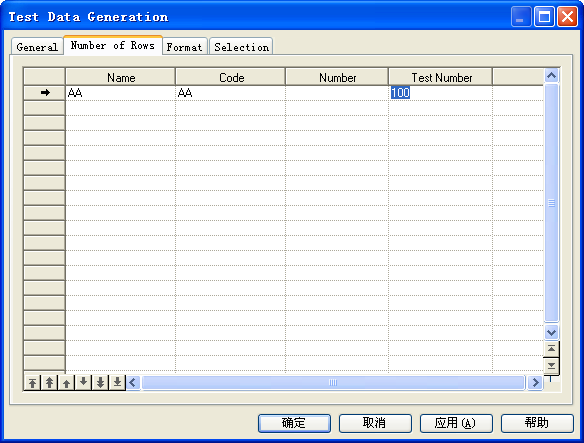 Test Data Generation
General Number of Rows Format Selection
Name Code Number Test Number
AA AA 100
确定 取消 应用(A) 帮助